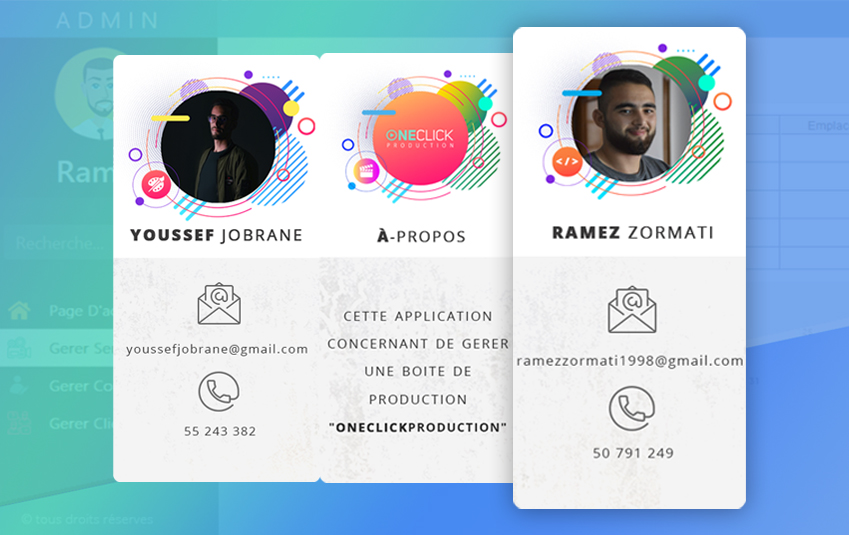 ADMIN
Ram
Recherche...
Page D'a
Gerer Se
Gerer Co
Gerer Cli
© tous droits réservés
Emplac
YOUSSEF JOBRANE
youssefjobrane@gmail.com
55 243 382
ONECLICK
PRODUCTION
À-PROPOS
CETTE APPLICATION
CONCERNANT DE GERER
UNE BOITE DE
PRODUCTION
"ONECLICKPRODUCTION"
</>
RAMEZ ZORMATI
ramezzormati1998@gmail.com
50 791 249